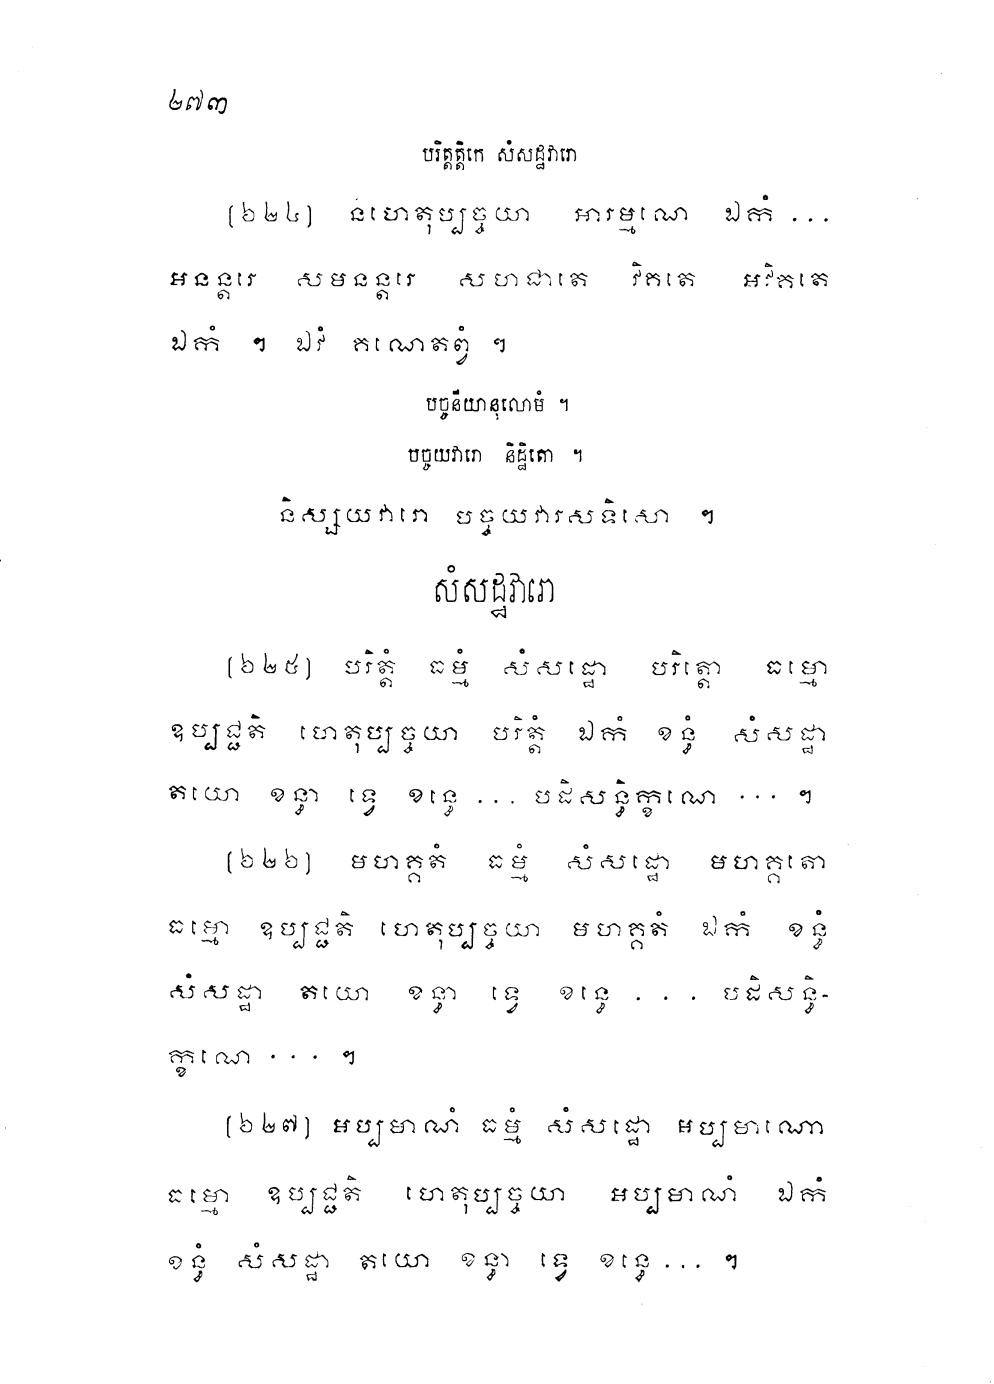 ២៧៣
បរិត្តត្តិកេ សំសដ្ឋវារោ
(៦២៤) នហេតុប្បច្ចយា អារម្មណេ ឯកំ ...
អនន្តរេ សមនន្តរេ សហជាតេ វិគតេ អវិគតេ
ឯកំ ។ ឯវំ គណេតព្វំ ។
បច្ចនីយានុលោមំ ។
បច្ចយវារោ និដ្ឋិតោ ។
និស្សយវារោ បច្ចយវារសទិសោ ។
សំសដ្ឋវារោ
(៦២៥) បរិត្តំ ធម្មំ សំសដ្ឋោ បរិត្តោ ធម្មោ
ឧប្បជ្ជតិ ហេតុប្បច្ចយា បរិត្តំ ឯកំ ខន្ធំ សំសដ្ឋា
តយោ ខន្ធា ទ្វេ ខន្ធេ ... បដិសន្ធិក្ខណេ ... ។
(៦២៦) មហគ្គតំ ធម្មំ សំសដ្ឋោ មហគ្គតោ
ធម្មោ ឧប្បជ្ជតិ ហេតុប្បច្ចយា មហគ្គតំ ឯកំ ខន្ធំ
សំសដ្ឋា តយោ ខន្ធា ទ្វេ ខន្ធេ ... បដិសន្ធិ-
ក្ខណេ ... ។
(៦២៧) អប្បមាណំ ធម្មំ សំសដ្ឋោ អប្បមាណោ
ធម្មោ ឧប្បជ្ជតិ ហេតុប្បច្ចយា អប្បមាណំ ឯកំ
ខន្ធំ សំសដ្ឋា តយោ ខន្ធា ទ្វេ ខន្ធេ ... ។